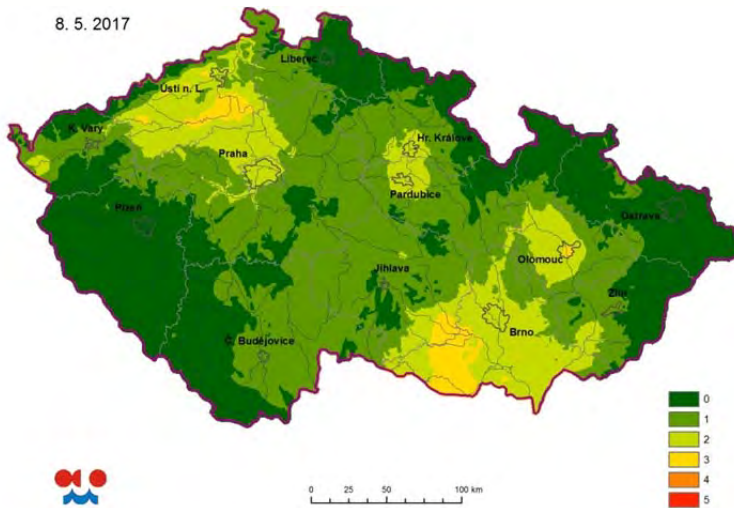 8. 5. 2017
Liberec
Ústí n. L.
K. Vary
Hr. Králové
Praha
Pardubice
Plzeň
Ostrava
Olomouc
Jihlava
Zlín
Brno
Č. Budějovice
0
1
2
3
4
5
0 25 50 100 km